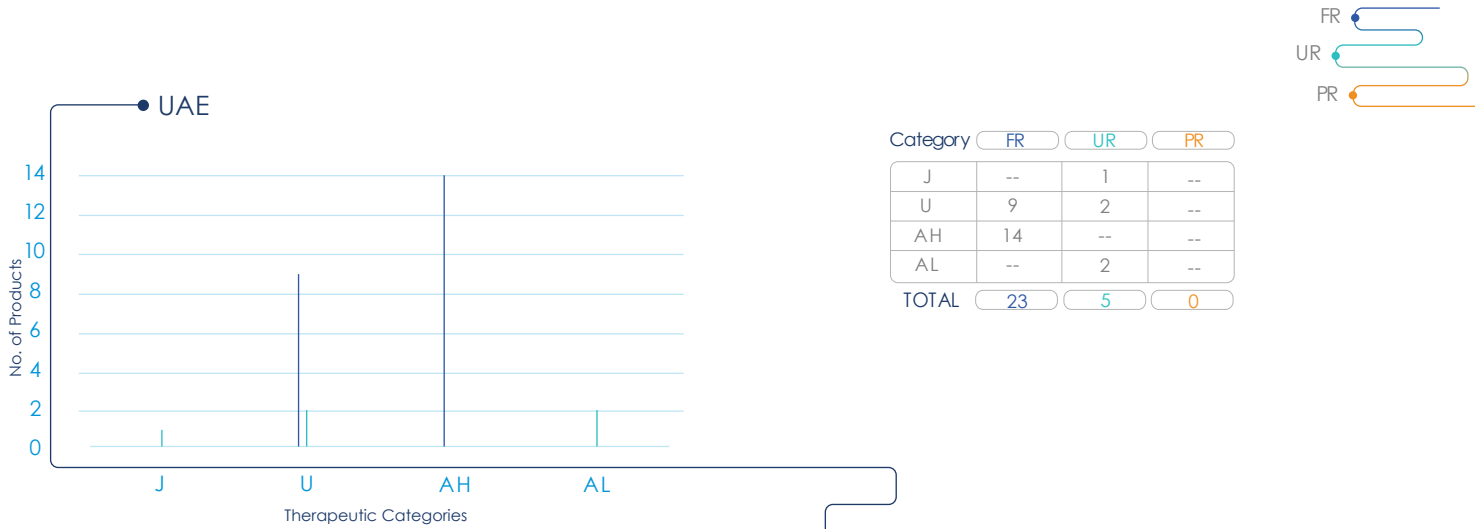 FR
UR
PR
UAE
No. of Products
14
12
10
8
6
4
2
0
J U AH AL
Therapeutic Categories
Category FR UR PR
J -- 1 --
U 9 2 --
AH 14 -- --
AL -- 2 --
TOTAL 23 5 0